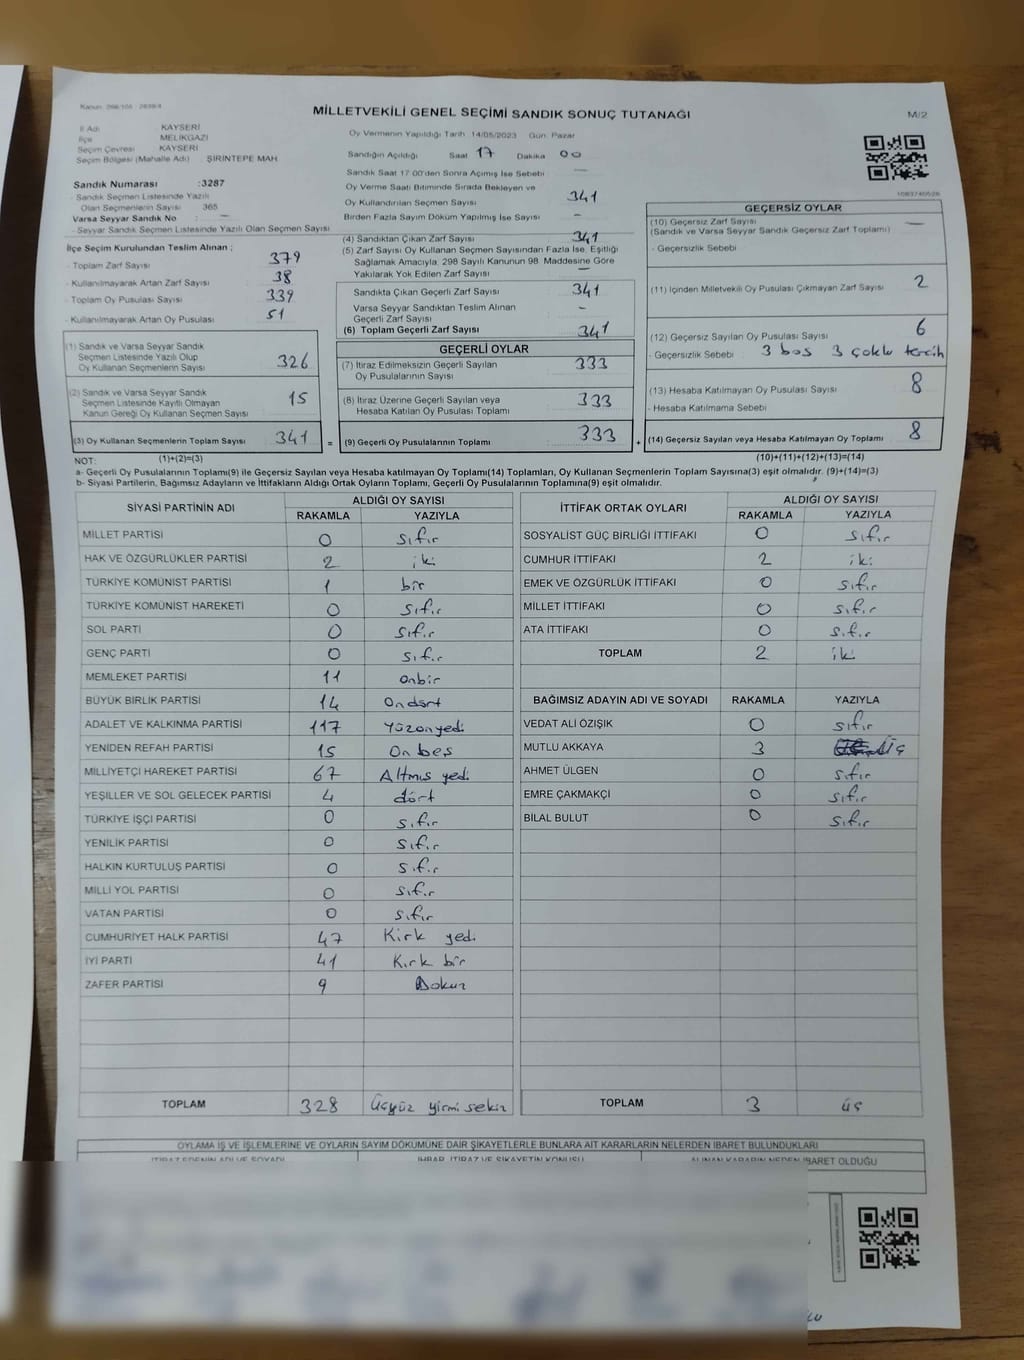 Kanun: 298/105 - 2839/4
MİLLETVEKİLİ GENEL SEÇİMİ SANDIK SONUÇ TUTANAĞI
M/2
İl Adı KAYSERİ
İlçe MELİKGAZİ
Seçim Çevresi KAYSERİ
Seçim Bölgesi (Mahalle Adı) ŞİRİNTEPE MAH
Sandık Numarası :3287
- Sandık Seçmen Listesinde Yazılı
Olan Seçmenlerin Sayısı 365
Varsa Seyyar Sandık No —
- Seyyar Sandık Seçmen Listesinde Yazılı Olan Seçmen Sayısı
İlçe Seçim Kurulundan Teslim Alınan ;
- Toplam Zarf Sayısı 379
- Kullanılmayarak Artan Zarf Sayısı 38
- Toplam Oy Pusulası Sayısı 339
- Kullanılmayarak Artan Oy Pusulası 51
Oy Vermenin Yapıldığı Tarih 14/05/2023 Gün: Pazar
Sandığın Açıldığı Saat 17 Dakika 00
Sandık Saat 17 00'den Sonra Açımış İse Sebebi —
Oy Verme Saati Bitiminde Sırada Bekleyen ve
Oy Kullandırılan Seçmen Sayısı 341
Birden Fazla Sayım Döküm Yapılmış İse Sayısı -
(4) Sandıktan Çıkan Zarf Sayısı 341
(5) Zarf Sayısı Oy Kullanan Seçmen Sayısından Fazla İse, Eşitliği
Sağlamak Amacıyla, 298 Sayılı Kanunun 98. Maddesine Göre
Yakılarak Yok Edilen Zarf Sayısı —
Sandıkta Çıkan Geçerli Zarf Sayısı 341
Varsa Seyyar Sandıktan Teslim Alınan
Geçerli Zarf Sayısı -
(6) Toplam Geçerli Zarf Sayısı 341
1083740526
GEÇERSİZ OYLAR
(10) Geçersiz Zarf Sayısı —
(Sandık ve Varsa Seyyar Sandık Geçersiz Zarf Toplamı)
- Geçersizlik Sebebi
(11) İçinden Milletvekili Oy Pusulası Çıkmayan Zarf Sayısı 2
(12) Geçersiz Sayılan Oy Pusulası Sayısı 6
- Geçersizlik Sebebi 3 boş 3 çoklu tercih
(13) Hesaba Katılmayan Oy Pusulası Sayısı 8
- Hesaba Katılmama Sebebi
(14) Geçersiz Sayılan veya Hesaba Katılmayan Oy Toplamı 8
(10)+(11)+(12)+(13)=(14)
(1) Sandık ve Varsa Seyyar Sandık
Seçmen Listesinde Yazılı Olup
Oy Kullanan Seçmenlerin Sayısı 326
(2) Sandık ve Varsa Seyyar Sandık
Seçmen Listesinde Kayıtlı Olmayan
Kanun Gereği Oy Kullanan Seçmen Sayısı 15
(3) Oy Kullanan Seçmenlerin Toplam Sayısı 341 =
(1)+(2)=(3)
GEÇERLİ OYLAR
(7) İtiraz Edilmeksizin Geçerli Sayılan
Oy Pusulalarının Sayısı 333
(8) İtiraz Üzerine Geçerli Sayılan veya
Hesaba Katılan Oy Pusulası Toplamı 333
(9) Geçerli Oy Pusulalarının Toplamı 333 +
NOT:
a- Geçerli Oy Pusulalarının Toplamı(9) ile Geçersiz Sayılan veya Hesaba katılmayan Oy Toplamı(14) Toplamları, Oy Kullanan Seçmenlerin Toplam Sayısına(3) eşit olmalıdır. (9)+(14)=(3)
b- Siyasi Partilerin, Bağımsız Adayların ve İttifakların Aldığı Ortak Oyların Toplamı, Geçerli Oy Pusulalarının Toplamına(9) eşit olmalıdır.
SİYASİ PARTİNİN ADI ALDIĞI OY SAYISI
RAKAMLA YAZIYLA
MİLLET PARTİSİ 0 sıfır
HAK VE ÖZGÜRLÜKLER PARTİSİ 2 iki
TÜRKİYE KOMÜNİST PARTİSİ 1 bir
TÜRKİYE KOMÜNİST HAREKETİ 0 sıfır
SOL PARTİ 0 sıfır
GENÇ PARTİ 0 sıfır
MEMLEKET PARTİSİ 11 onbir
BÜYÜK BİRLİK PARTİSİ 14 Ondört
ADALET VE KALKINMA PARTİSİ 117 Yüzonyedi
YENİDEN REFAH PARTİSİ 15 Onbeş
MİLLİYETÇİ HAREKET PARTİSİ 67 Altmış yedi
YEŞİLLER VE SOL GELECEK PARTİSİ 4 dört
TÜRKİYE İŞÇİ PARTİSİ 0 sıfır
YENİLİK PARTİSİ 0 sıfır
HALKIN KURTULUŞ PARTİSİ 0 sıfır
MİLLİ YOL PARTİSİ 0 sıfır
VATAN PARTİSİ 0 sıfır
CUMHURİYET HALK PARTİSİ 47 Kırk yedi
İYİ PARTİ 41 Kırk bir
ZAFER PARTİSİ 9 Dokuz
TOPLAM 328 Üçyüz yirmi sekiz
İTTİFAK ORTAK OYLARI ALDIĞI OY SAYISI
RAKAMLA YAZIYLA
SOSYALİST GÜÇ BİRLİĞİ İTTİFAKI 0 sıfır
CUMHUR İTTİFAKI 2 iki
EMEK VE ÖZGÜRLÜK İTTİFAKI 0 sıfır
MİLLET İTTİFAKI 0 sıfır
ATA İTTİFAKI 0 sıfır
TOPLAM 2 iki
BAĞIMSIZ ADAYIN ADI VE SOYADI RAKAMLA YAZIYLA
VEDAT ALİ ÖZIŞIK 0 sıfır
MUTLU AKKAYA 3 üç
AHMET ÜLGEN 0 sıfır
EMRE ÇAKMAKÇİ 0 sıfır
BİLAL BULUT 0 sıfır
TOPLAM 3 üç
OYLAMA İŞ VE İŞLEMLERİNE VE OYLARIN SAYIM DÖKÜMÜNE DAİR ŞİKAYETLERLE BUNLARA AİT KARARLARIN NELERDEN İBARET BULUNDUKLARI
İTİRAZ EDENİN ADI VE SOYADI İHBAR, İTİRAZ VE ŞİKAYETİN KONUSU ALINAN KARARIN NEDEN İBARET OLDUĞU